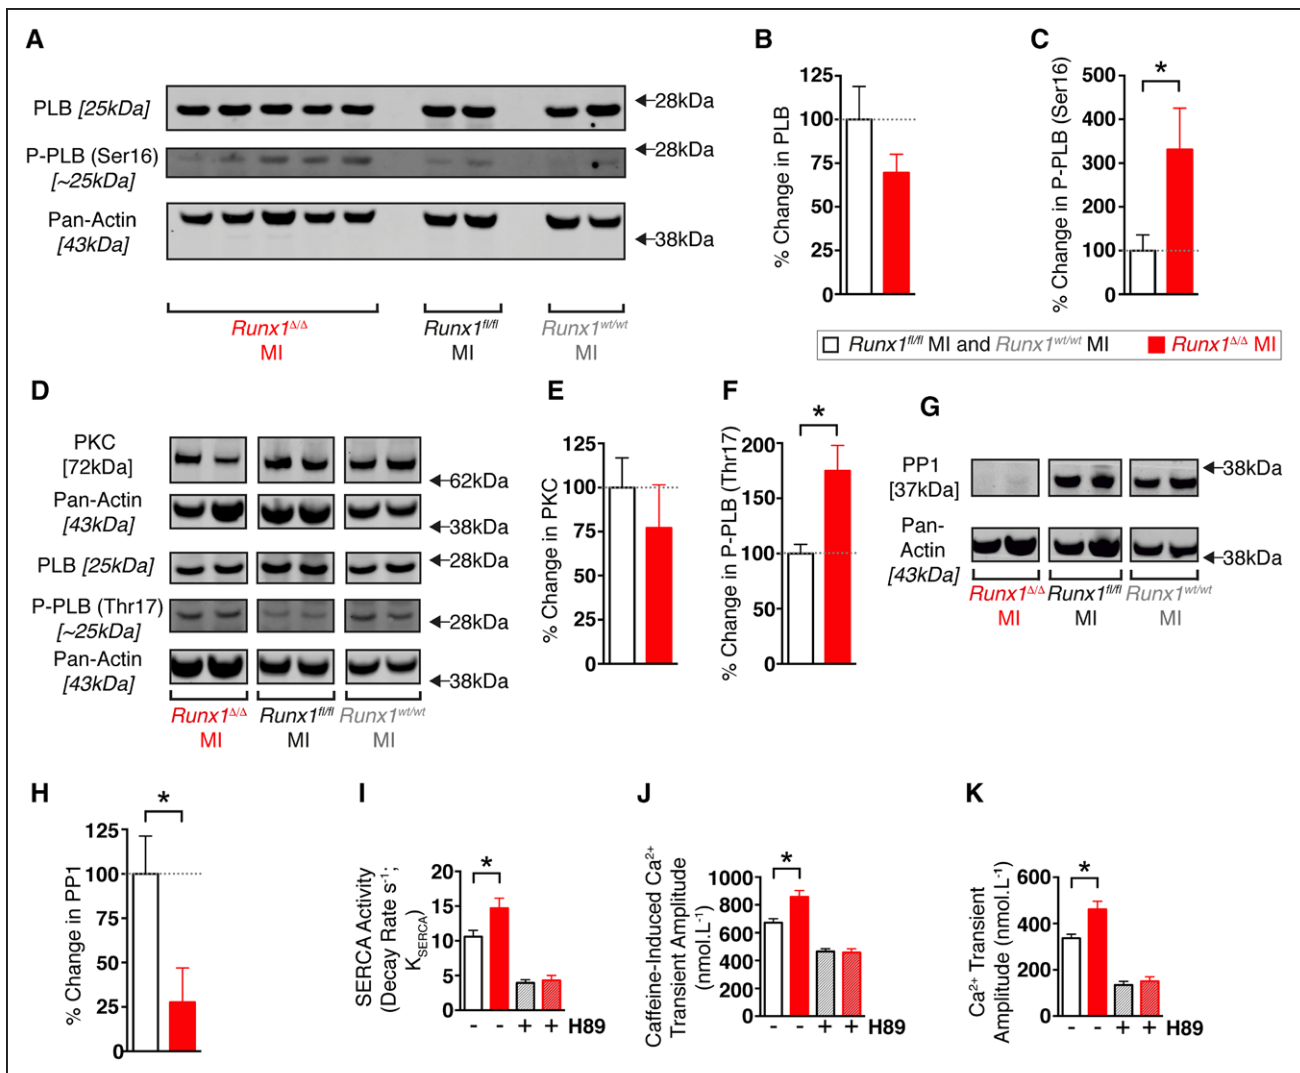 A
PLB [25kDa]
←28kDa
P-PLB (Ser16)
[~25kDa]
←28kDa
Pan-Actin
[43kDa]
←38kDa
Runx1Δ/Δ
MI
Runx1fl/fl
MI
Runx1wt/wt
MI
B
% Change in PLB
125
100
75
50
25
0
C
% Change in P-PLB (Ser16)
500
400
300
200
100
0
*
Runx1fl/fl MI and Runx1wt/wt MI
Runx1Δ/Δ MI
D
PKC
[72kDa]
←62kDa
Pan-Actin
[43kDa]
←38kDa
PLB [25kDa]
←28kDa
P-PLB (Thr17)
[~25kDa]
←28kDa
Pan-Actin
[43kDa]
←38kDa
Runx1Δ/Δ
MI
Runx1fl/fl
MI
Runx1wt/wt
MI
E
% Change in PKC
125
100
75
50
25
0
F
% Change in P-PLB (Thr17)
200
150
100
50
0
*
G
PP1
[37kDa]
←38kDa
Pan-
Actin
[43kDa]
←38kDa
Runx1Δ/Δ
MI
Runx1fl/fl
MI
Runx1wt/wt
MI
H
% Change in PP1
125
100
75
50
25
0
*
I
SERCA Activity
(Decay Rate s-1;
KSERCA)
20
15
10
5
0
*
- - + + H89
J
Caffeine-Induced Ca2+
Transient Amplitude
(nmol.L-1)
1000
800
600
400
200
0
*
- - + + H89
K
Ca2+ Transient
Amplitude (nmol.L-1)
600
400
200
0
*
- - + + H89